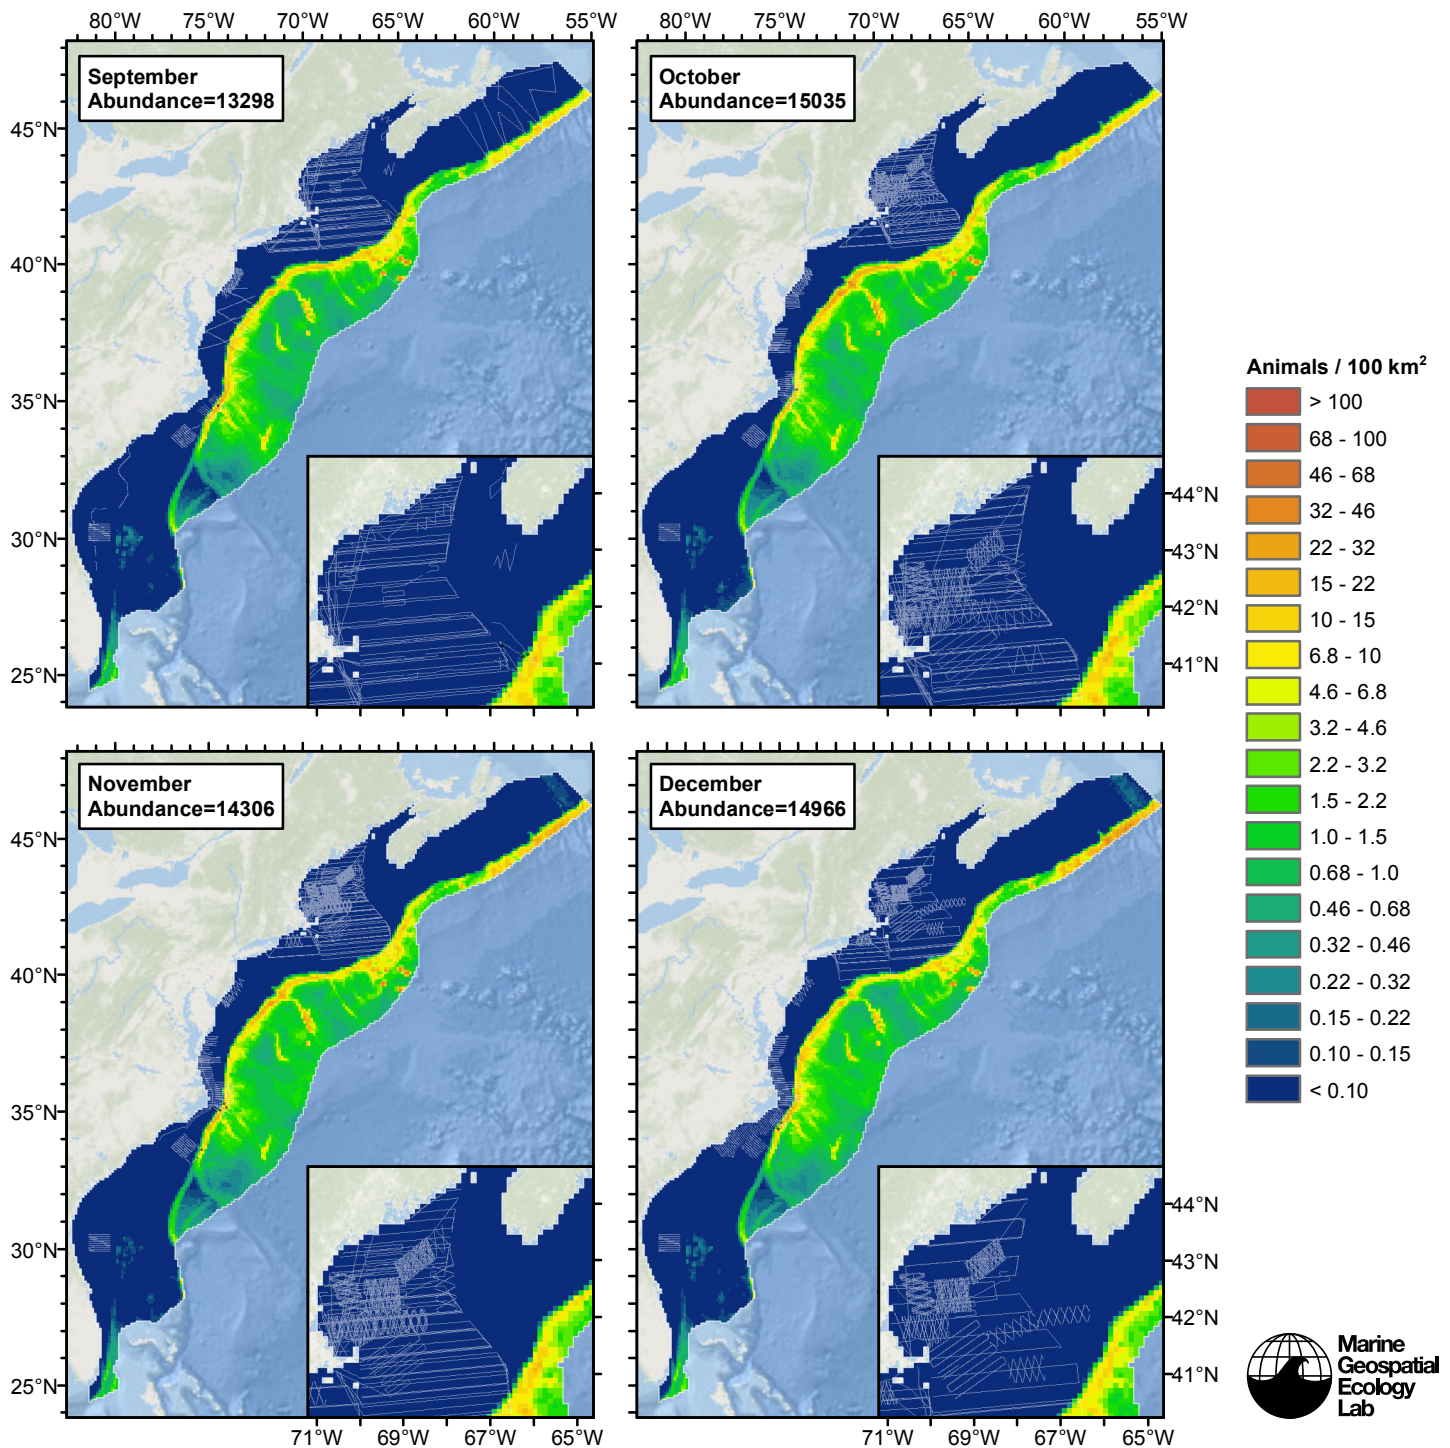 80°W 75°W 70°W 65°W 60°W 55°W 80°W 75°W 70°W 65°W 60°W 55°W
September
Abundance=13298
October
Abundance=15035
45°N
40°N
35°N
30°N
25°N
44°N
43°N
42°N
41°N
November
Abundance=14306
December
Abundance=14966
45°N
40°N
35°N
30°N
25°N
44°N
43°N
42°N
41°N
71°W 69°W 67°W 65°W 71°W 69°W 67°W 65°W
Animals / 100 km²
> 100
68 - 100
46 - 68
32 - 46
22 - 32
15 - 22
10 - 15
6.8 - 10
4.6 - 6.8
3.2 - 4.6
2.2 - 3.2
1.5 - 2.2
1.0 - 1.5
0.68 - 1.0
0.46 - 0.68
0.32 - 0.46
0.22 - 0.32
0.15 - 0.22
0.10 - 0.15
< 0.10
Marine
Geospatial
Ecology
Lab